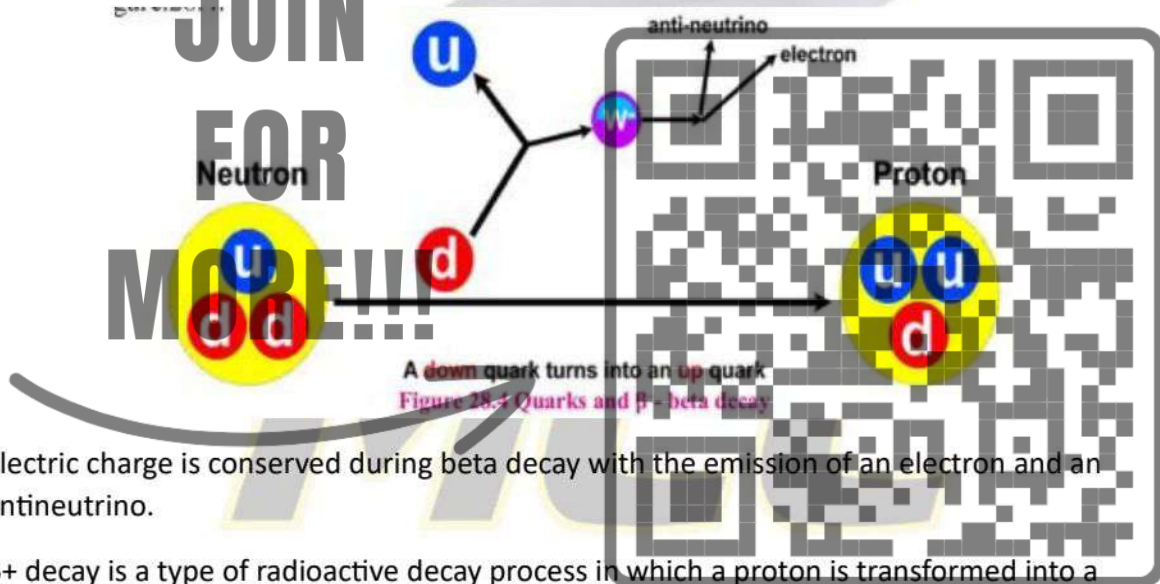 JOIN
FOR
MORE!!!
anti-neutrino
u
electron
W-
Neutron
Proton
u
d
d
d
u
u
d
A down quark turns into an up quark
Figure 28.4 Quarks and β - beta decay
lectric charge is conserved during beta decay with the emission of an electron and an
ntineutrino.
+ decay is a type of radioactive decay process in which a proton is transformed into a
MCC